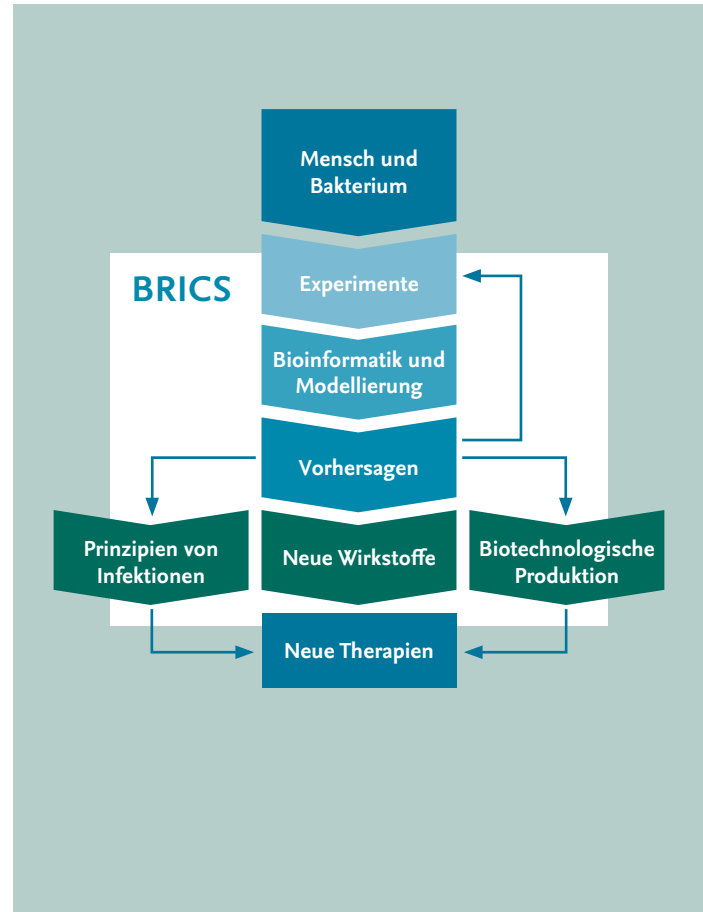 Mensch und
Bakterium
BRICS
Experimente
Bioinformatik und
Modellierung
Vorhersagen
Prinzipien von
Infektionen
Neue Wirkstoffe
Biotechnologische
Produktion
Neue Therapien